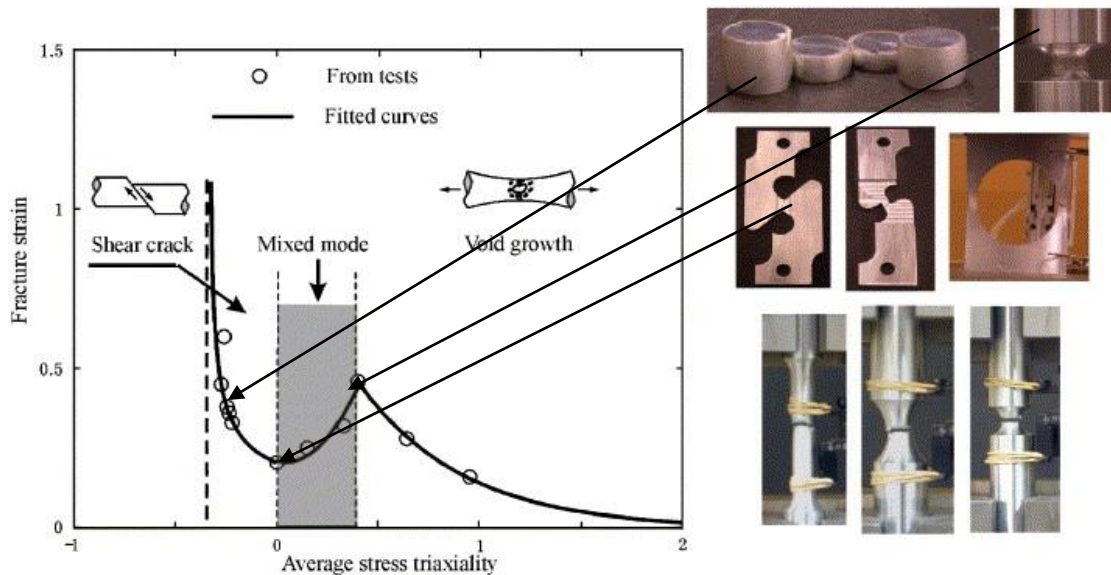 1.5
From tests
Fitted curves
1
Shear crack
Mixed mode
Void growth
Fracture strain
0.5
0
-1
0
1
2
Average stress triaxiality